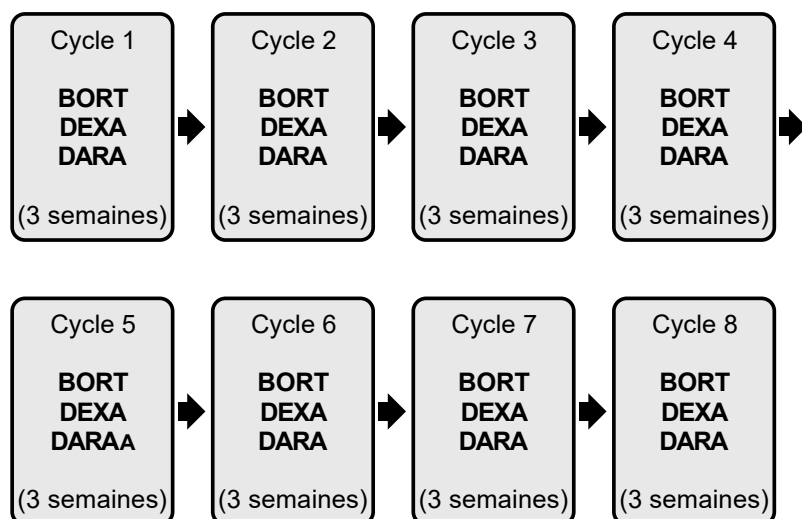 Cycle 1
BORT
DEXA
DARA
(3 semaines)
Cycle 2
BORT
DEXA
DARA
(3 semaines)
Cycle 3
BORT
DEXA
DARA
(3 semaines)
Cycle 4
BORT
DEXA
DARA
(3 semaines)
Cycle 5
BORT
DEXA
DARAA
(3 semaines)
Cycle 6
BORT
DEXA
DARA
(3 semaines)
Cycle 7
BORT
DEXA
DARA
(3 semaines)
Cycle 8
BORT
DEXA
DARA
(3 semaines)